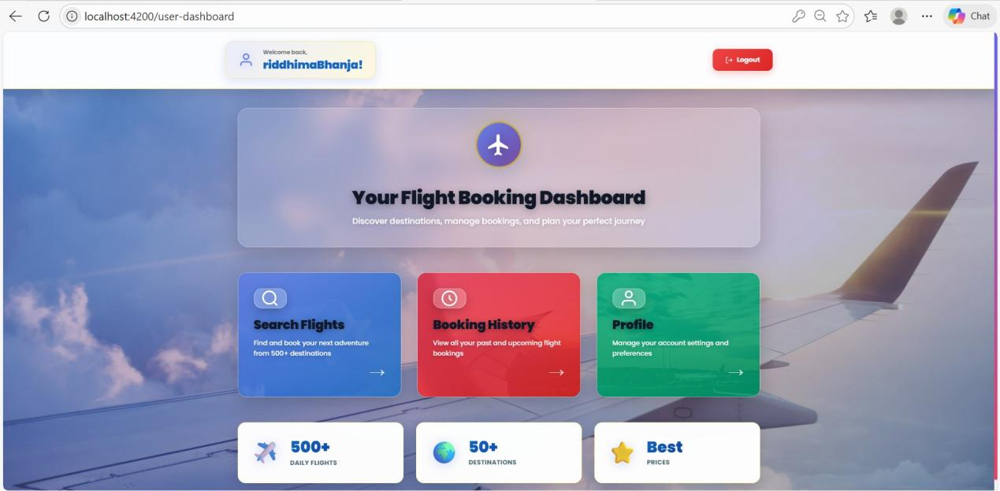 localhost:4200/user-dashboard
Chat
Welcome back,
riddhimaBhanja!
Logout
Your Flight Booking Dashboard
Discover destinations, manage bookings, and plan your perfect journey
Search Flights
Find and book your next adventure
from 500+ destinations
Booking History
View all your past and upcoming flight
bookings
Profile
Manage your account settings and
preferences
500+
DAILY FLIGHTS
50+
DESTINATIONS
Best
PRICES